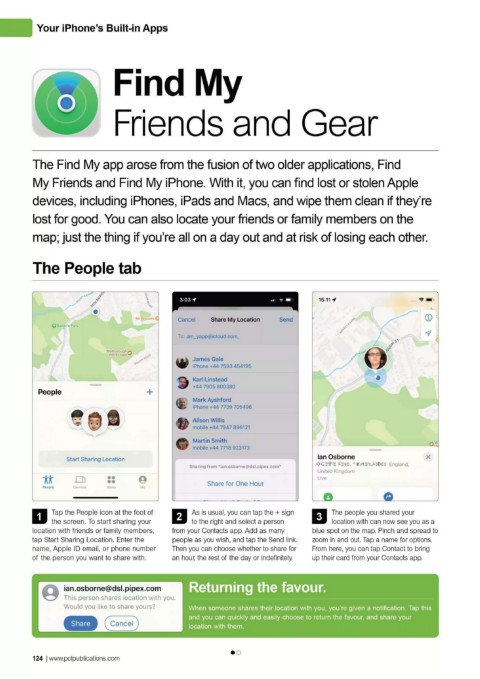 Your iPhone's Built-in Apps
Find My
Friends and Gear
The Find My app arose from the fusion of two older applications, Find
My Friends and Find My iPhone. With it, you can find lost or stolen Apple
devices, including iPhones, iPads and Macs, and wipe them clean if they're
lost for good. You can also locate your friends or family members on the
map; just the thing if you're all on a day out and at risk of losing each other.
The People tab
People
+
Start Sharing Location
People
Devices
Items
Me
3:03
Cancel Share My Location Send
To:
James Gale
iPhone +44 7933 454195
Karl Linstead
Mark Ayshford
iPhone +44 7739 705496
Alison Willis
mobile +44 7947 898131
Martin Smith
Sharing from "ian.osborne@dsl.pipex.com"
Share for One Hour
15:11
Ian Osborne
England,
United Kingdom
Live
1 Tap the People icon at the foot of
the screen. To start sharing your
location with friends or family members,
tap Start Sharing Location. Enter the
name, Apple ID email, or phone number
of the person you want to share with.
2 As is usual, you can tap the + sign
to the right and select a person
from your Contacts app. Add as many
people as you wish, and tap the Send link.
Then you can choose whether to share for
an hour, the rest of the day or indefinitely.
3 The people you shared your
location with can now see you as a
blue spot on the map. Pinch and spread to
zoom in and out. Tap a name for options.
From here, you can tap Contact to bring
up their card from your Contacts app.
ian.osborne@dsl.pipex.com
This person shares location with you.
Would you like to share yours?
Share Cancel
Returning the favour.
When someone shares their location with you, you're given a notification. Tap this
and you can quickly and easily choose to return the favour, and share your
location with them.
124 | www.pclpublications.com